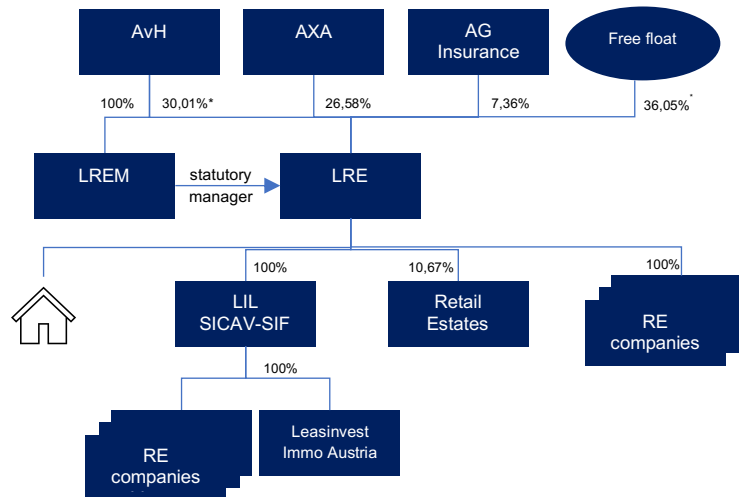 AvH
AXA
AG
Insurance
Free float
100%
30,01%*
26,58%
7,36%
36,05%*
LREM
statutory
manager
LRE
100%
10,67%
100%
LIL
SICAV-SIF
Retail
Estates
RE
companies
100%
RE
companies
Leasinvest
Immo Austria